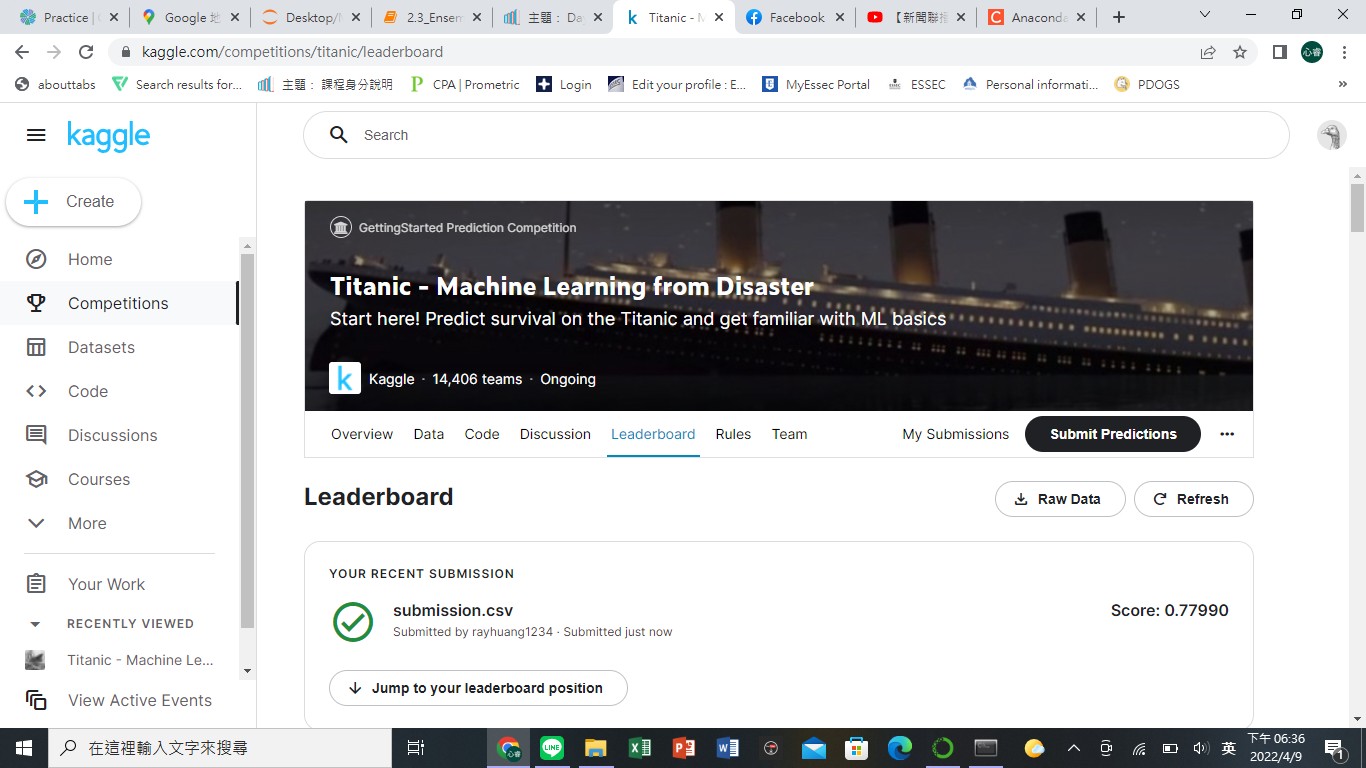 Practice |
Google 地
Desktop/
2.3_Ensem
主題： Da
Titanic - M
Facebook
【新聞聯播
Anaconda
kaggle.com/competitions/titanic/leaderboard
心睿
abouttabs
Search results for...
主題： 課程身分說明
CPA | Prometric
Login
Edit your profile : E...
MyEssec Portal
ESSEC
Personal informati...
PDOGS
»
kaggle
Search
Create
Home
Competitions
Datasets
Code
Discussions
Courses
More
Your Work
RECENTLY VIEWED
Titanic - Machine Le...
View Active Events
GettingStarted Prediction Competition
Titanic - Machine Learning from Disaster
Start here! Predict survival on the Titanic and get familiar with ML basics
k
Kaggle · 14,406 teams · Ongoing
Overview Data Code Discussion Leaderboard Rules Team My Submissions Submit Predictions
Leaderboard
Raw Data
Refresh
YOUR RECENT SUBMISSION
submission.csv
Score: 0.77990
Submitted by rayhuang1234 · Submitted just now
Jump to your leaderboard position
在這裡輸入文字來搜尋
英
下午 06:36
2022/4/9
1